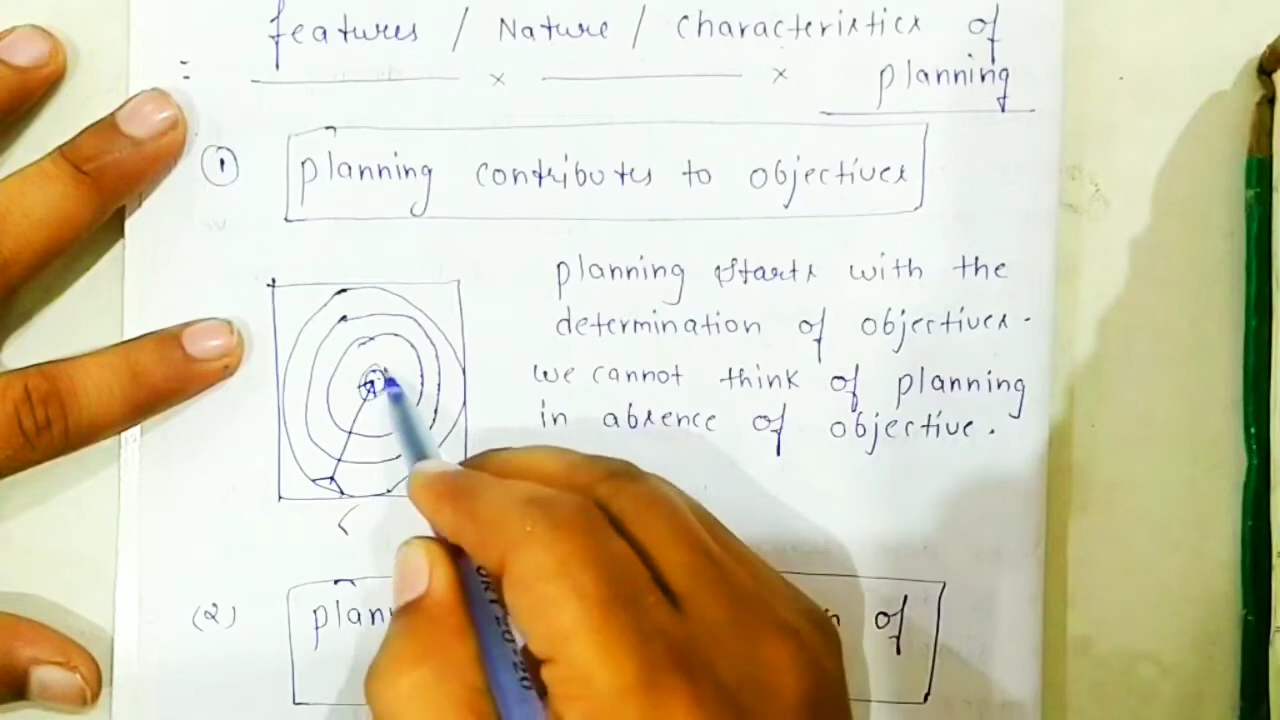 features / Nature / Characteristics of
planning
① planning contributes to objectives
planning starts with the
determination of objectives.
we cannot think of planning
in absence of objective.
(2) of